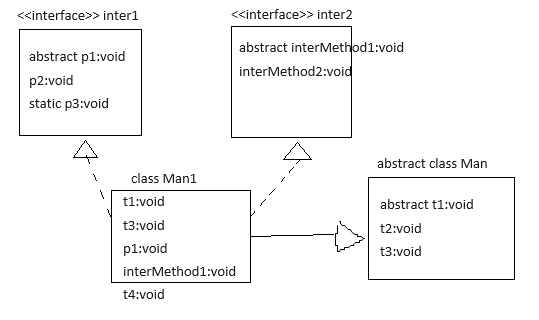 <<interface>> inter1
abstract p1:void
p2:void
static p3:void
<<interface>> inter2
abstract interMethod1:void
interMethod2:void
class Man1
t1:void
t3:void
p1:void
interMethod1:void
t4:void
abstract class Man
abstract t1:void
t2:void
t3:void